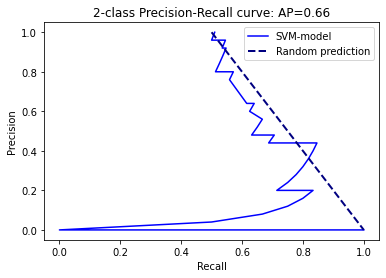 2-class Precision-Recall curve: AP=0.66
SVM-model
Random prediction
1.0
0.8
0.6
0.4
0.2
0.0
Precision
0.0 0.2 0.4 0.6 0.8 1.0
Recall